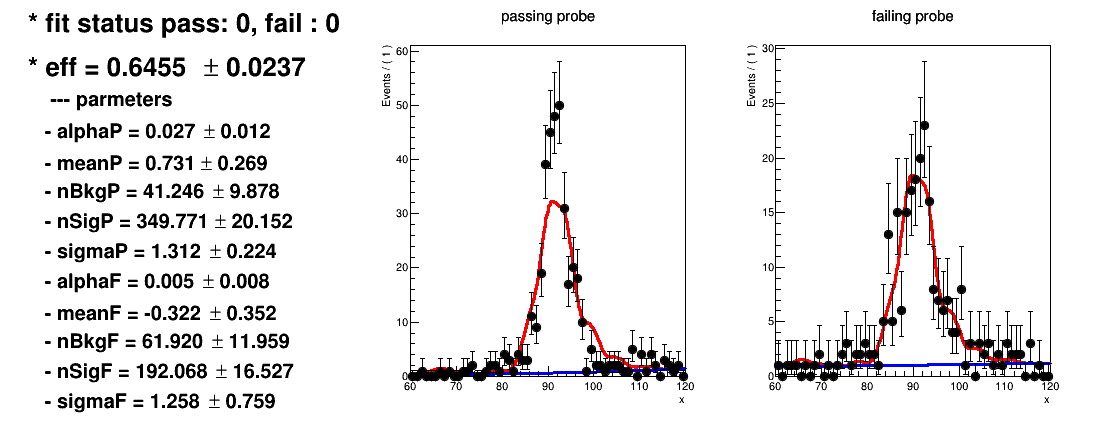 * fit status pass: 0, fail : 0
* eff = 0.6455 ± 0.0237
--- parmeters
- alphaP = 0.027 ± 0.012
- meanP = 0.731 ± 0.269
- nBkgP = 41.246 ± 9.878
- nSigP = 349.771 ± 20.152
- sigmaP = 1.312 ± 0.224
- alphaF = 0.005 ± 0.008
- meanF = -0.322 ± 0.352
- nBkgF = 61.920 ± 11.959
- nSigF = 192.068 ± 16.527
- sigmaF = 1.258 ± 0.759
passing probe
Events / ( 1 )
60
50
40
30
20
10
0
60 70 80 90 100 110 120
x
failing probe
Events / ( 1 )
30
25
20
15
10
5
0
60 70 80 90 100 110 120
x